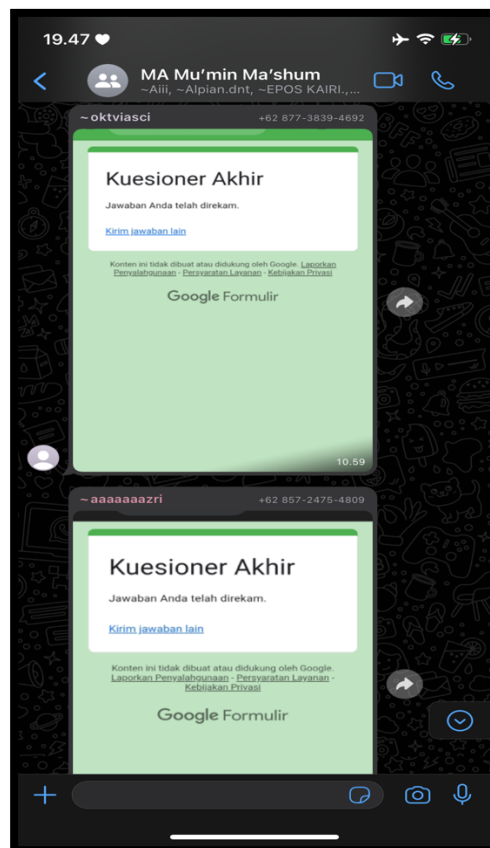 19.47
MA Mu'min Ma'shum
~Aiii, ~Alpian.dnt, ~EPOS KAIRI.,...
~oktviasci +62 877-3839-4692
Kuesioner Akhir
Jawaban Anda telah direkam.
Kirim jawaban lain
Konten ini tidak dibuat atau didukung oleh Google. Laporkan
Penyalahgunaan - Persyaratan Layanan - Kebijakan Privasi
Google Formulir
10.59
~aaaaaaazri +62 857-2475-4809
Kuesioner Akhir
Jawaban Anda telah direkam.
Kirim jawaban lain
Konten ini tidak dibuat atau didukung oleh Google.
Laporkan Penyalahgunaan - Persyaratan Layanan -
Kebijakan Privasi
Google Formulir